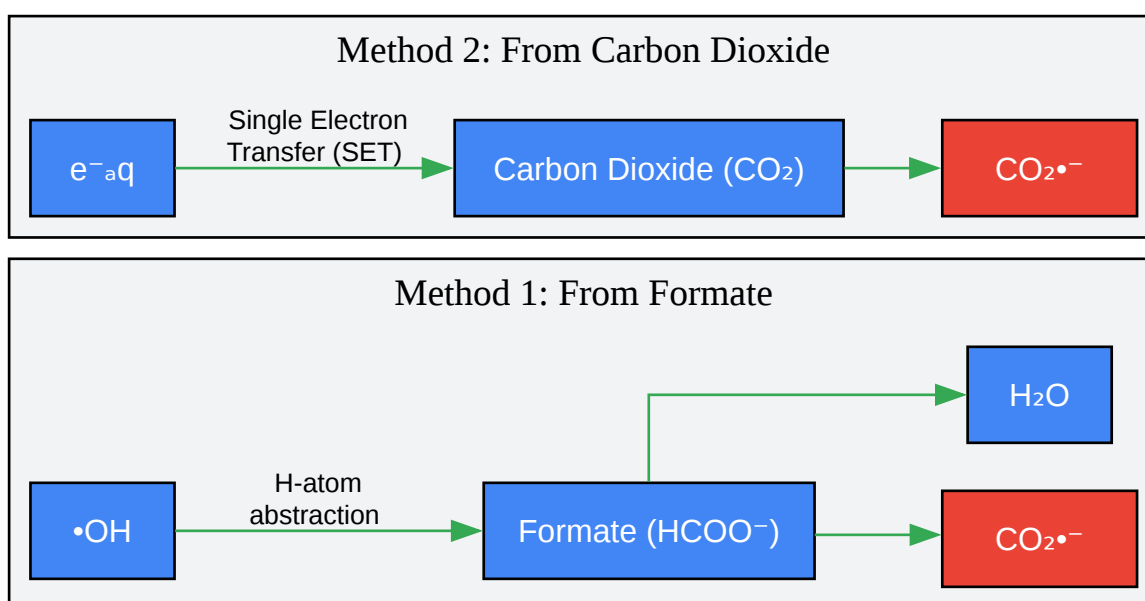 Method 2: From Carbon Dioxide
Single Electron
Transfer (SET)
e⁻ₐq
Carbon Dioxide (CO₂)
CO₂•⁻
Method 1: From Formate
H₂O
H-atom
abstraction
•OH
Formate (HCOO⁻)
CO₂•⁻